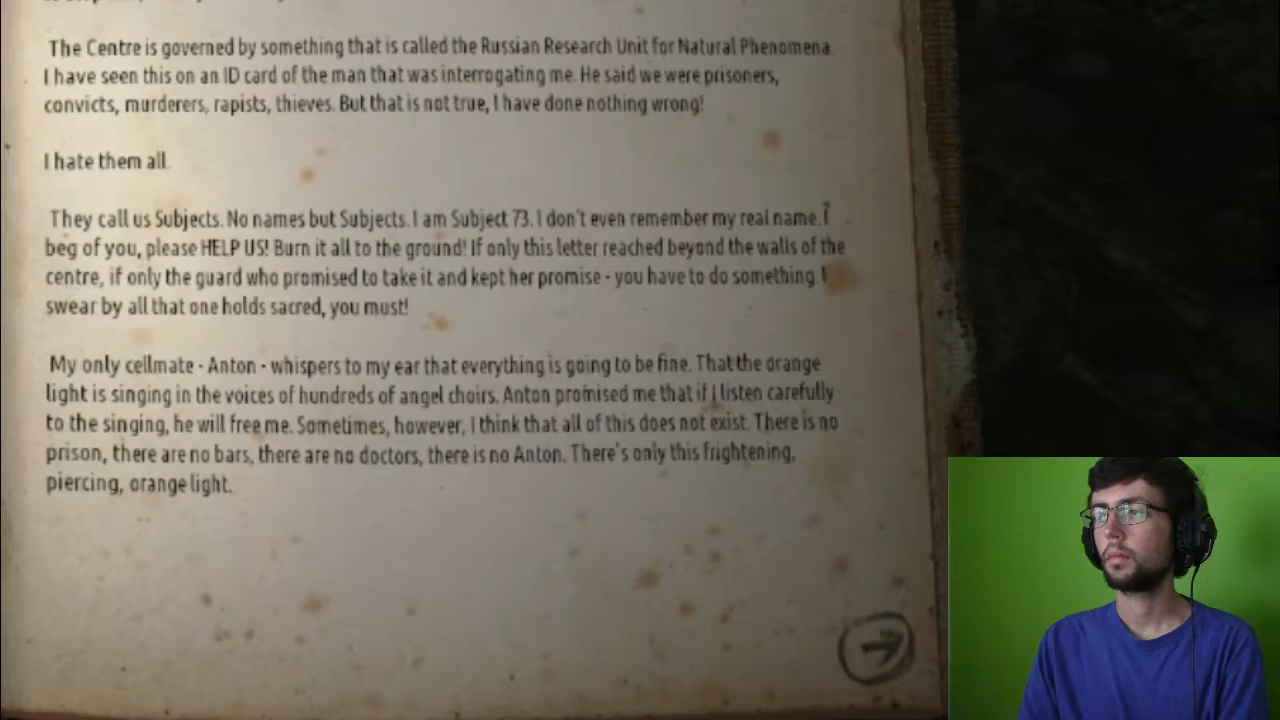 The Centre is governed by something that is called the Russian Research Unit for Natural Phenomena.
I have seen this on an ID card of the man that was interrogating me. He said we were prisoners,
convicts, murderers, rapists, thieves. But that is not true, I have done nothing wrong!
I hate them all.
They call us Subjects. No names but Subjects. I am Subject 73. I don't even remember my real name. I
beg of you, please HELP US! Burn it all to the ground! If only this letter reached beyond the walls of the
centre, if only the guard who promised to take it and kept her promise - you have to do something. I
swear by all that one holds sacred, you must!
My only cellmate - Anton - whispers to my ear that everything is going to be fine. That the orange
light is singing in the voices of hundreds of angel choirs. Anton promised me that if I listen carefully
to the singing, he will free me. Sometimes, however, I think that all of this does not exist. There is no
prison, there are no bars, there are no doctors, there is no Anton. There's only this frightening,
piercing, orange light.